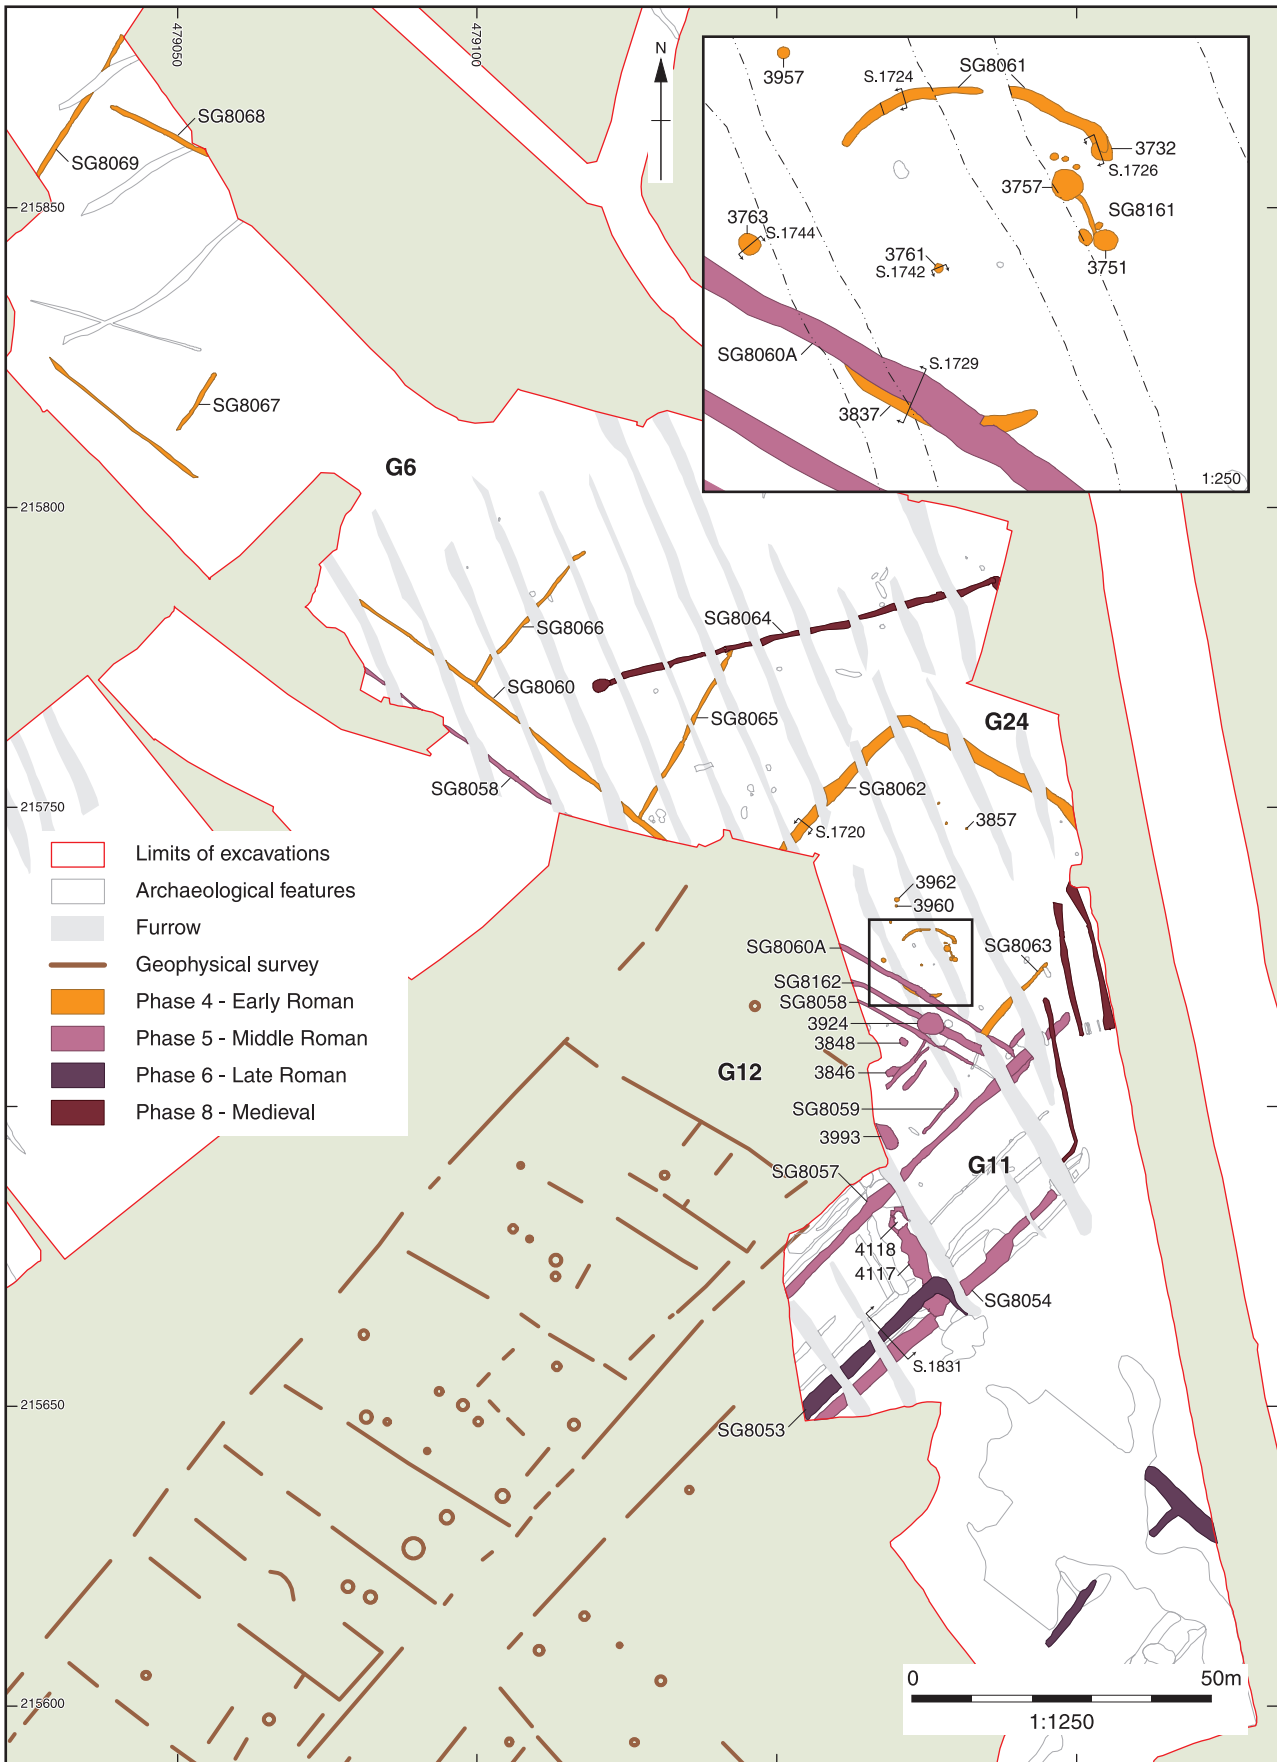 479050
479100
N
3957
S.1724
SG8061
3732
S.1726
3757
SG8161
3763
S.1744
3761
S.1742
3751
SG8060A
S.1729
3837
1:250
SG8068
SG8069
215850
SG8067
G6
215800
SG8066
SG8064
SG8060
SG8065
G24
SG8058
SG8062
215750
S.1720
3857
Limits of excavations
Archaeological features
Furrow
Geophysical survey
Phase 4 - Early Roman
Phase 5 - Middle Roman
Phase 6 - Late Roman
Phase 8 - Medieval
3962
3960
SG8060A
SG8063
SG8162
SG8058
3924
3848
G12
3846
SG8059
3993
G11
SG8057
4118
4117
SG8054
S.1831
215650
SG8053
0 50m
1:1250
215600